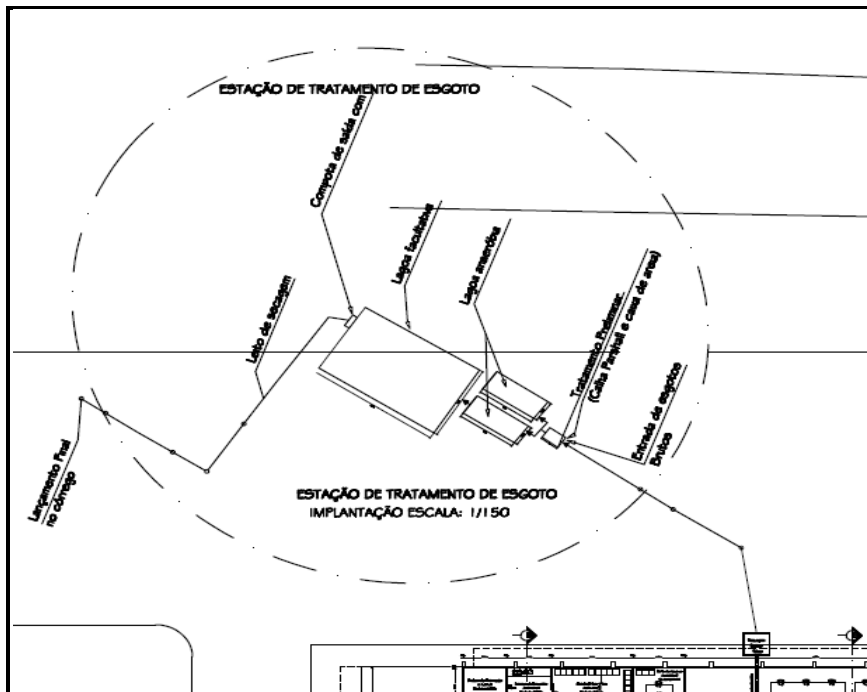 ESTAÇÃO DE TRATAMENTO DE ESGOTO
Comporta de saída com
Lagoa facultativa
Lagoa anaeróbia
Leito de secagem
Tratamento Preliminar
(Calha Parshall e caixa de areia)
Entrada de esgotos
Brutos
Lançamento Final
no córrego
ESTAÇÃO DE TRATAMENTO DE ESGOTO
IMPLANTAÇÃO ESCALA: 1/150